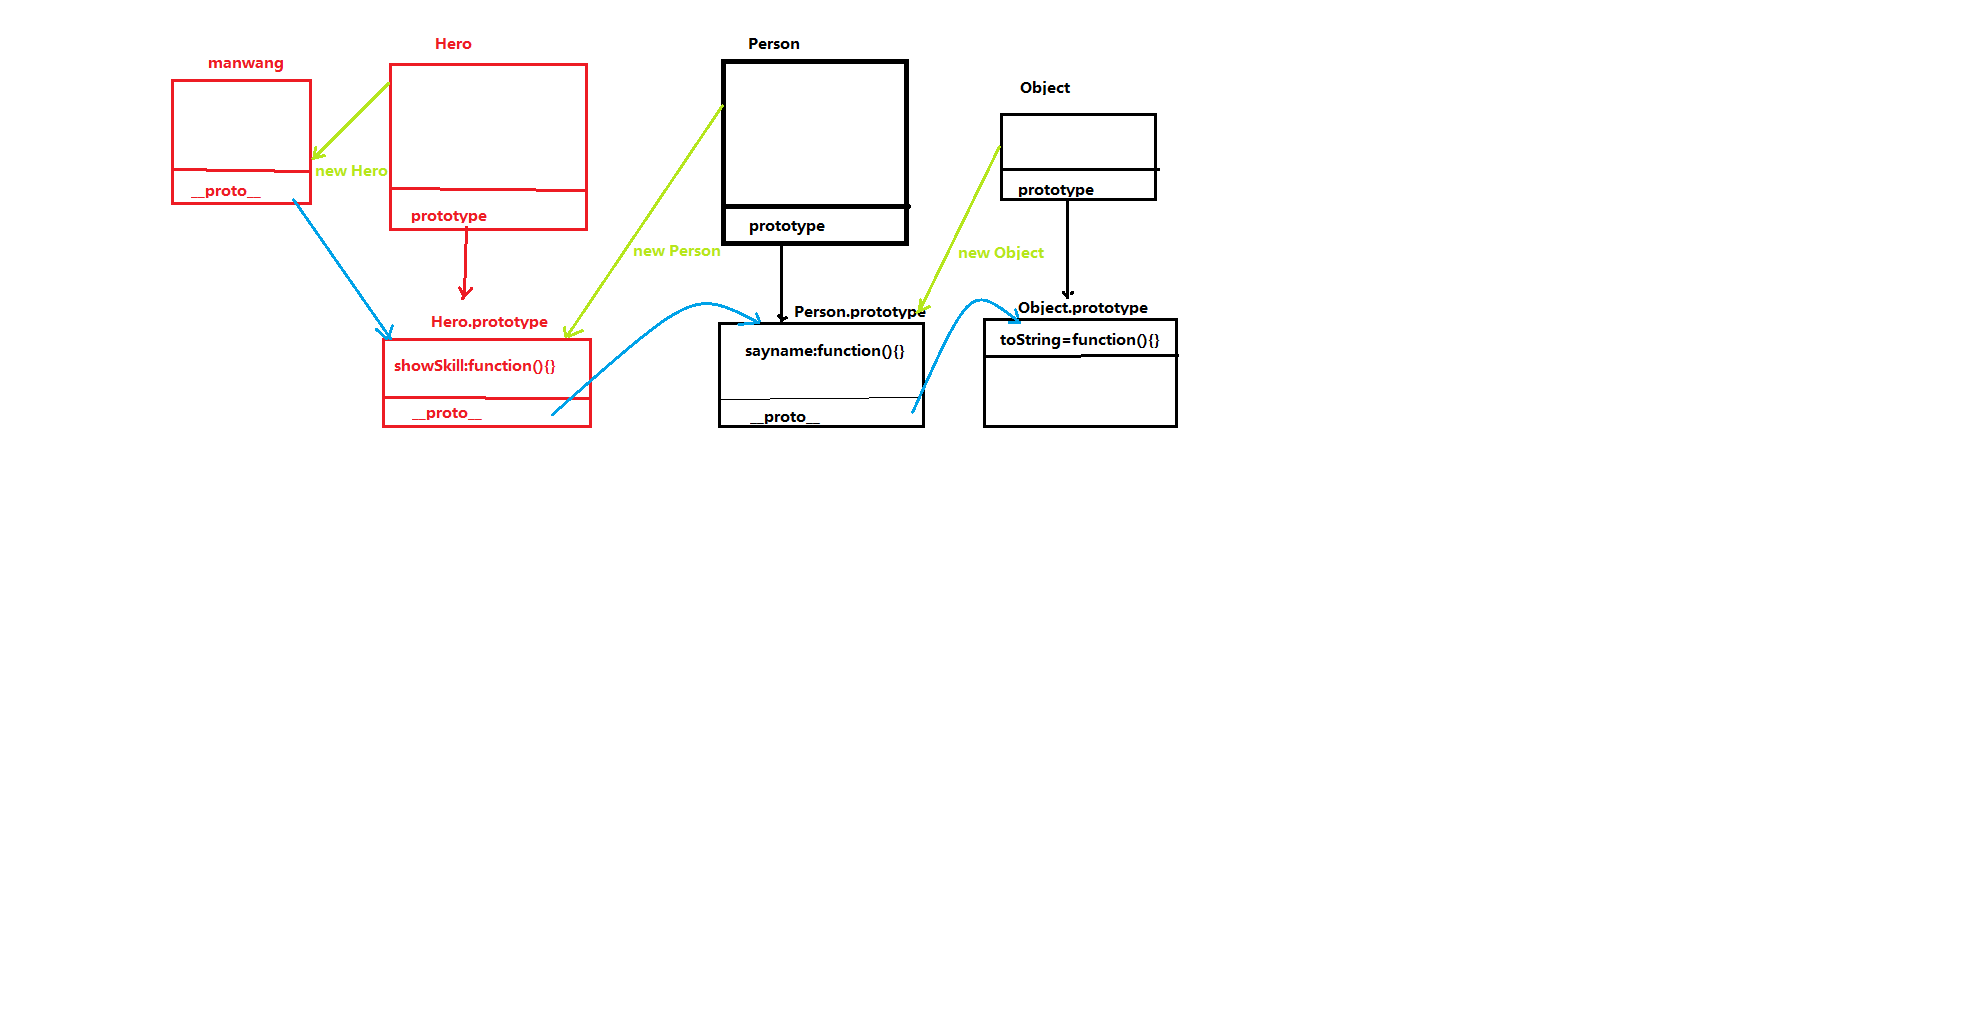 manwang
__proto__
Hero
new Hero
prototype
Hero.prototype
showSkill:function(){}
__proto__
Person
new Person
prototype
Person.prototype
sayname:function(){}
__proto__
Object
new Object
prototype
Object.prototype
toString=function(){}